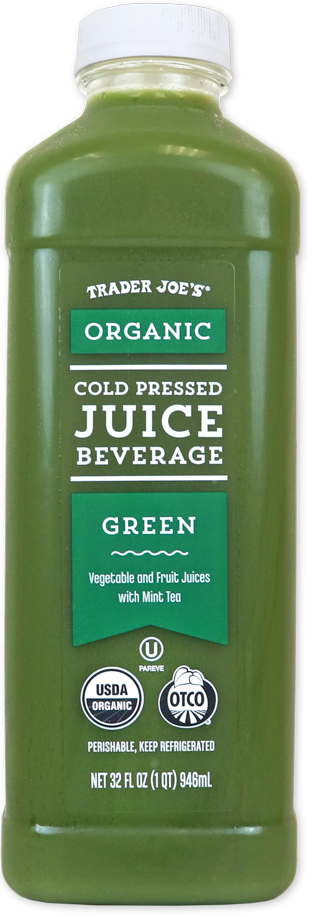 TRADER JOE'S®
ORGANIC
COLD PRESSED
JUICE
BEVERAGE
GREEN
Vegetable and Fruit Juices
with Mint Tea
U
PAREVE
USDA
ORGANIC
OTCO
PERISHABLE, KEEP REFRIGERATED
NET 32 FL OZ (1 QT) 946mL